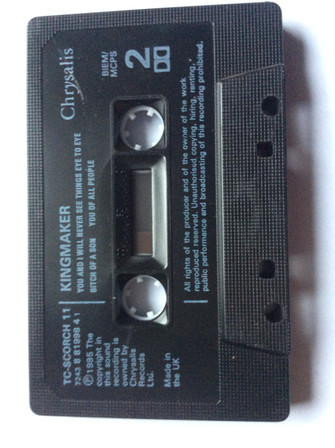 Chrysalis
BIEM/
MCPS
2
TC-SCORCH 11
7243 8 81998 4 1
KINGMAKER
YOU AND I WILL NEVER SEE THINGS EYE TO EYE
BITCH OF A SON YOU OF ALL PEOPLE
℗1995 The
copyright in
this sound
recording is
owned by
Chrysalis
Records
Ltd.
Made in
the UK
All rights of the producer and of the owner of the work
reproduced reserved. Unauthorised copying, hiring, renting,
public performance and broadcasting of this recording prohibited.